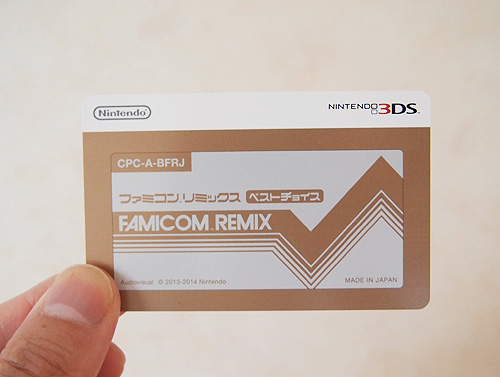 Nintendo
NINTENDO 3DS
CPC-A-BFRJ
ファミコンリミックス ベストチョイス
FAMICOM REMIX
Audiovisual © 2013-2014 Nintendo
MADE IN JAPAN